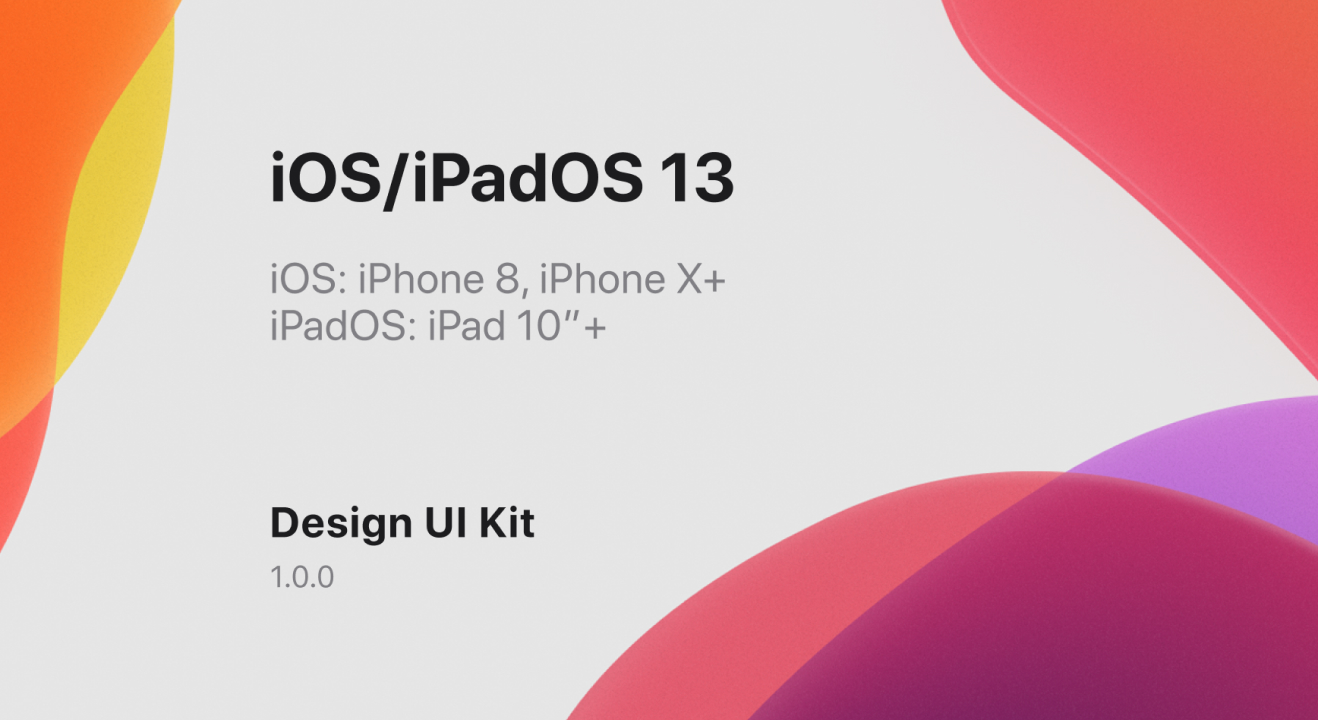 iOS/iPadOS 13
iOS: iPhone 8, iPhone X+
iPadOS: iPad 10″+
Design UI Kit
1.0.0